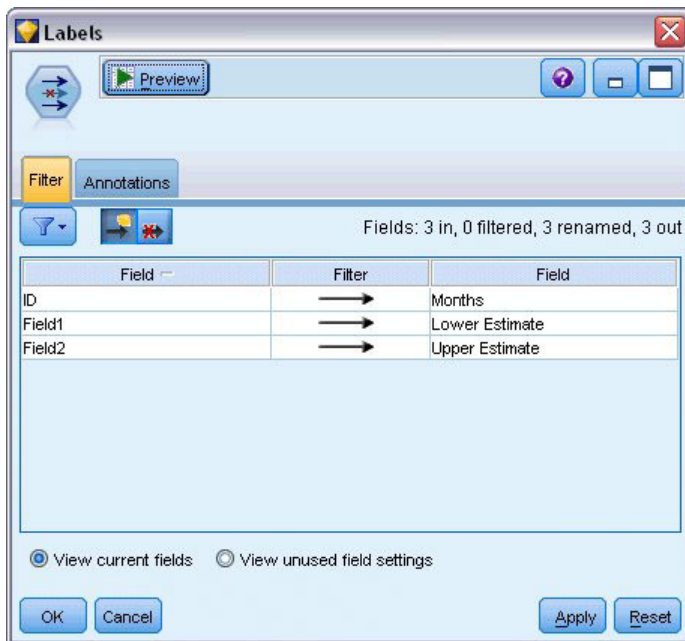 Labels
Preview
Filter Annotations
Fields: 3 in, 0 filtered, 3 renamed, 3 out
Field Filter Field
ID Months
Field1 Lower Estimate
Field2 Upper Estimate
View current fields View unused field settings
OK Cancel Apply Reset